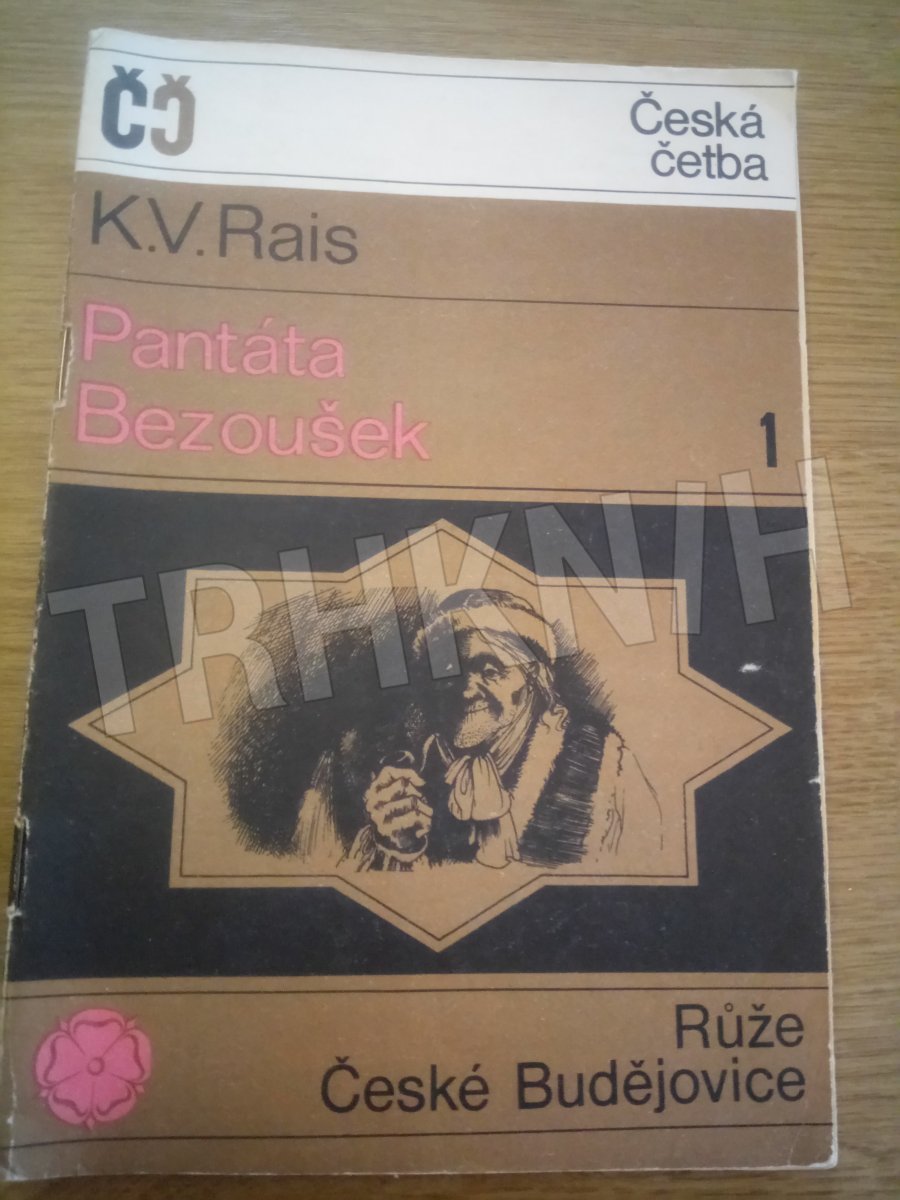 ČČ
Česká
četba
K.V. Rais
Pantáta
Bezoušek
1
TRHKNIH
Růže
České Budějovice